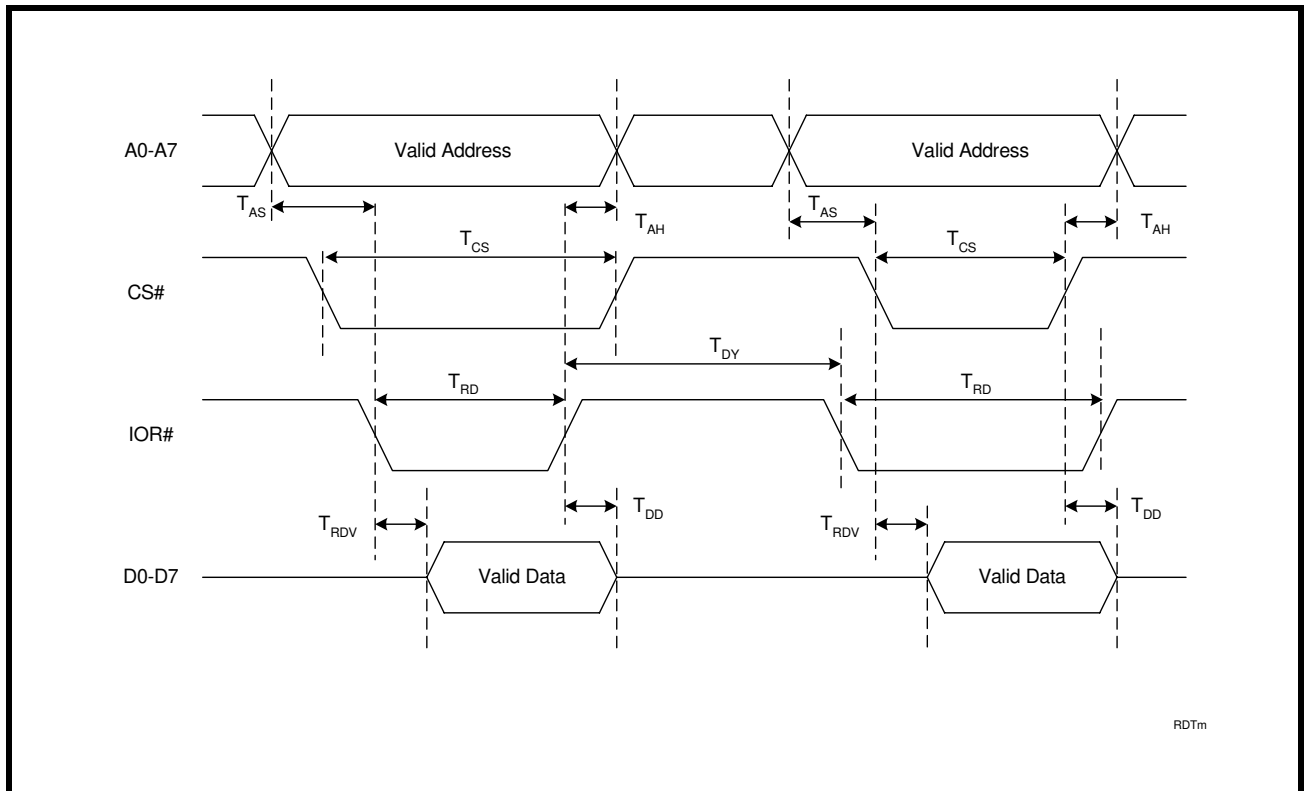 A0-A7 Valid Address Valid Address
TAS TAH TAS TAH
TCS TCS
CS#
TDY
TRD TRD
IOR#
TRDV TDD TRDV TDD
D0-D7 Valid Data Valid Data
RDTm